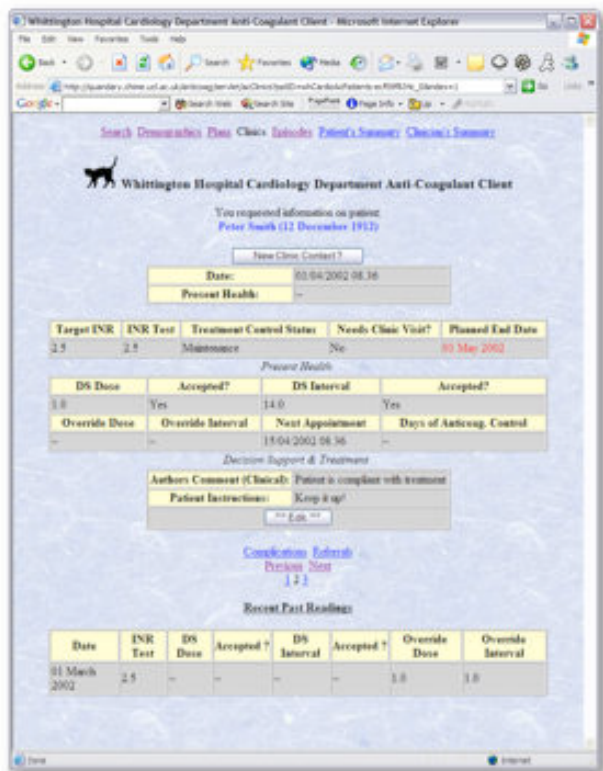 Whittington Hospital Cardiology Department Anti-Coagulant Client - Microsoft Internet Explorer
File Edit View Favorites Tools Help
Back Search Favorites Media
Google Search Web Search Site Page Info Up
Search Demographics Plans Clinics Episodes Patient's Summary Clinician's Summary
Whittington Hospital Cardiology Department Anti-Coagulant Client
You requested information on patient
Peter Smith (12 December 1912)
New Clinic Contact ?
Date: 08.36
Present Health: --
Target INR INR Test Treatment Control Status Needs Clinic Visit? Planned End Date
2.5 2.5 Maintenance No May 2002
Present Health
DS Dose Accepted? DS Interval Accepted?
1.0 Yes 14.0 Yes
Override Dose Override Interval Next Appointment Days of Anticoag. Control
-- -- 15/04/2002 08.36 --
Decision Support & Treatment
Authors Comment (Clinical): Patient is compliant with treatment
Patient Instructions: Keep it up!
Edit
Complications Referrals
Previous Next
1 2 3
Recent Past Readings
Date INR Test DS Dose Accepted ? DS Interval Accepted ? Override Dose Override Interval
01 March 2002 2.5 -- -- -- -- 1.0 1.0
Done Internet